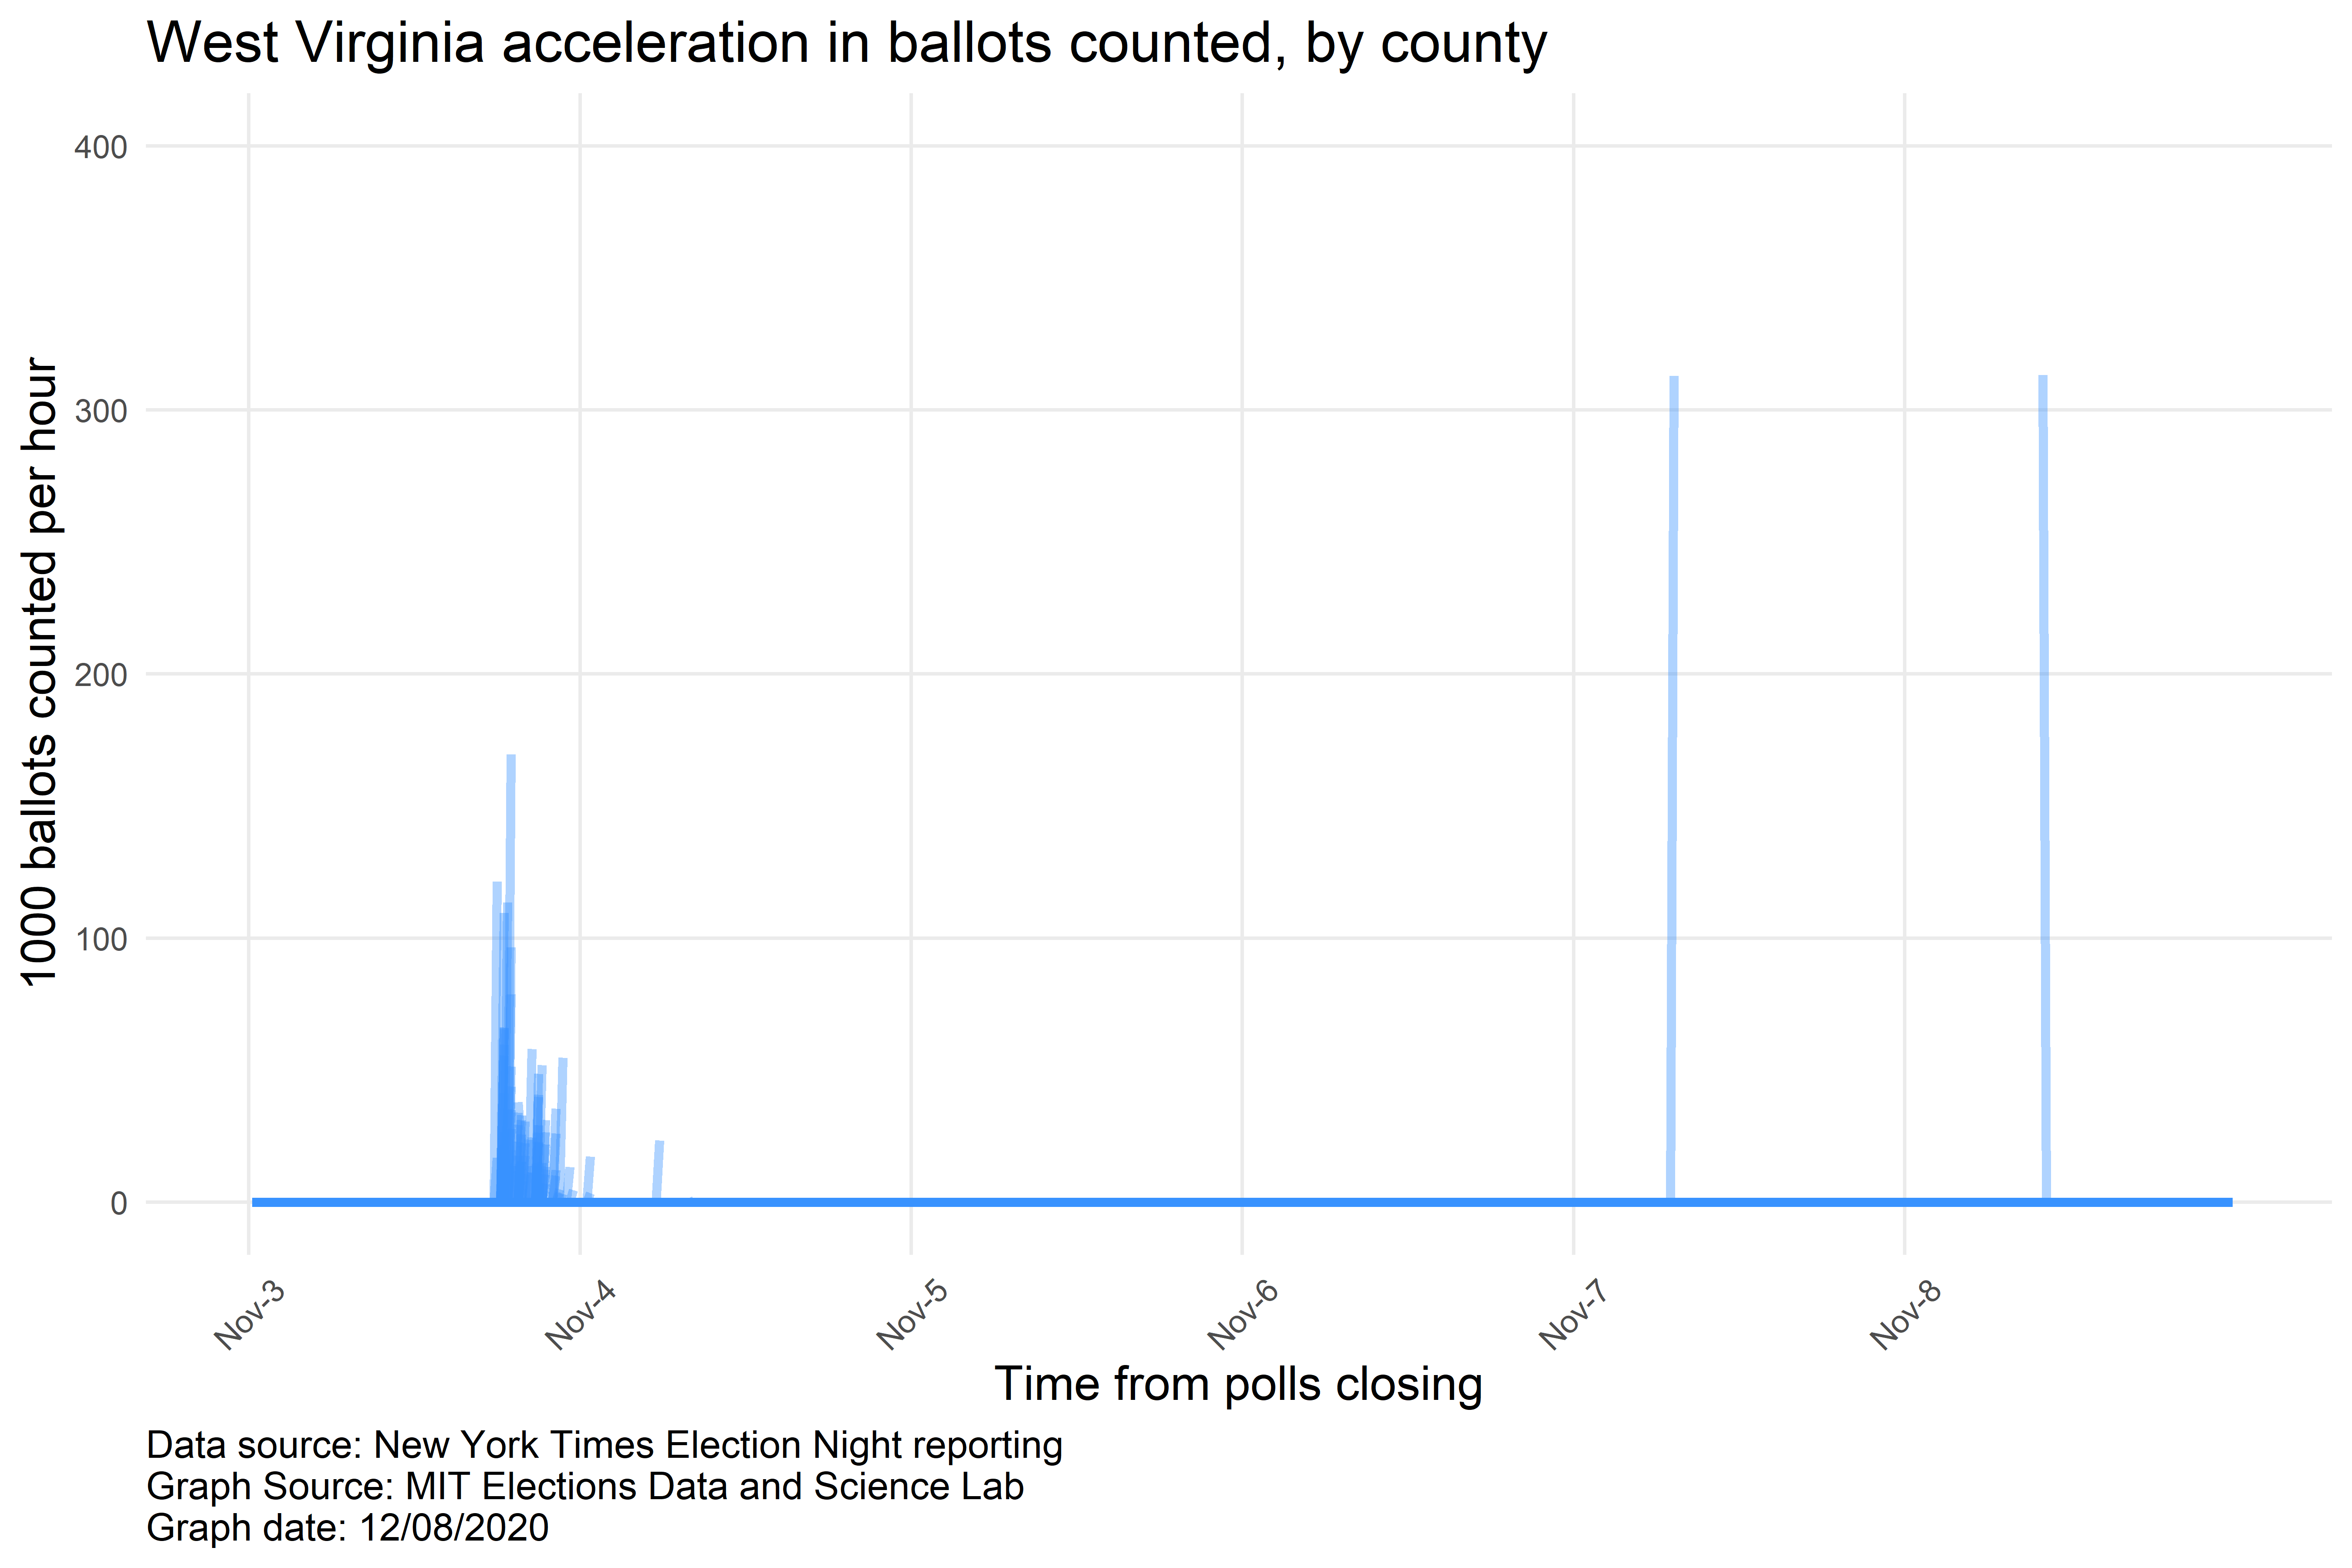 West Virginia acceleration in ballots counted, by county
1000 ballots counted per hour
400
300
200
100
0
Nov-3
Nov-4
Nov-5
Nov-6
Nov-7
Nov-8
Time from polls closing
Data source: New York Times Election Night reporting
Graph Source: MIT Elections Data and Science Lab
Graph date: 12/08/2020